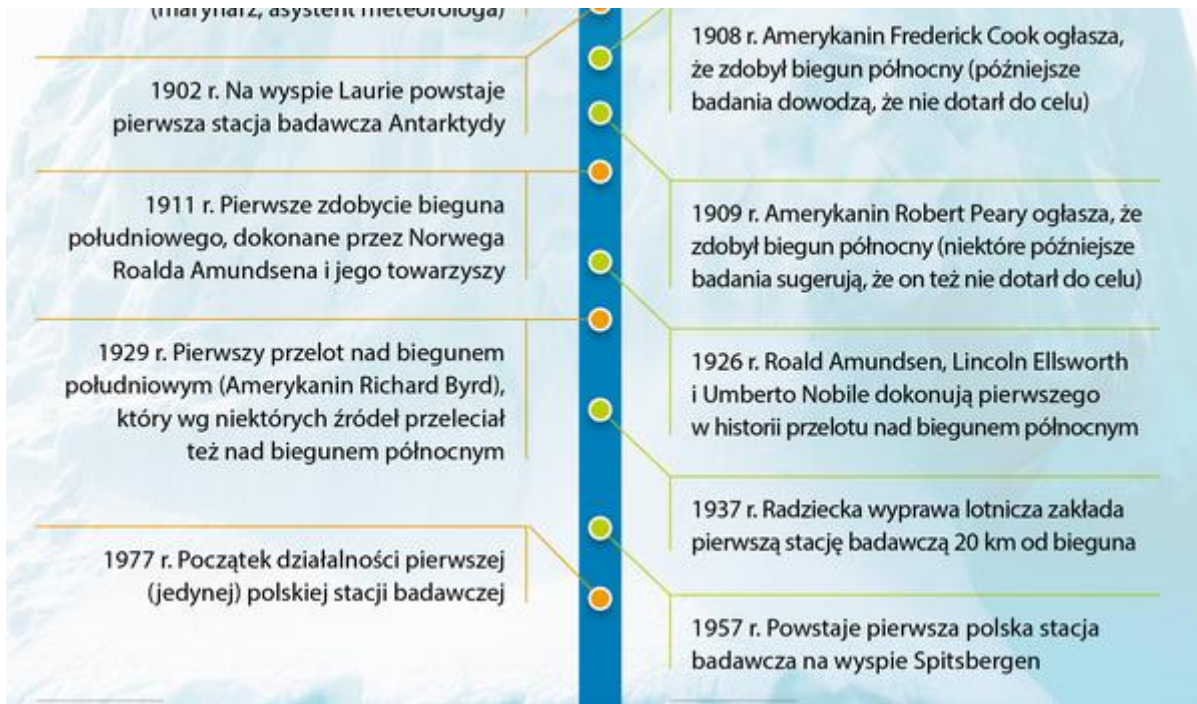 (marynarz, asystent meteorologa)
1902 r. Na wyspie Laurie powstaje
pierwsza stacja badawcza Antarktydy
1911 r. Pierwsze zdobycie bieguna
południowego, dokonane przez Norwega
Roalda Amundsena i jego towarzyszy
1929 r. Pierwszy przelot nad biegunem
południowym (Amerykanin Richard Byrd),
który wg niektórych źródeł przeleciał
też nad biegunem północnym
1977 r. Początek działalności pierwszej
(jedynej) polskiej stacji badawczej
1908 r. Amerykanin Frederick Cook ogłasza,
że zdobył biegun północny (późniejsze
badania dowodzą, że nie dotarł do celu)
1909 r. Amerykanin Robert Peary ogłasza, że
zdobył biegun północny (niektóre późniejsze
badania sugerują, że on też nie dotarł do celu)
1926 r. Roald Amundsen, Lincoln Ellsworth
i Umberto Nobile dokonują pierwszego
w historii przelotu nad biegunem północnym
1937 r. Radziecka wyprawa lotnicza zakłada
pierwszą stację badawczą 20 km od bieguna
1957 r. Powstaje pierwsza polska stacja
badawcza na wyspie Spitsbergen